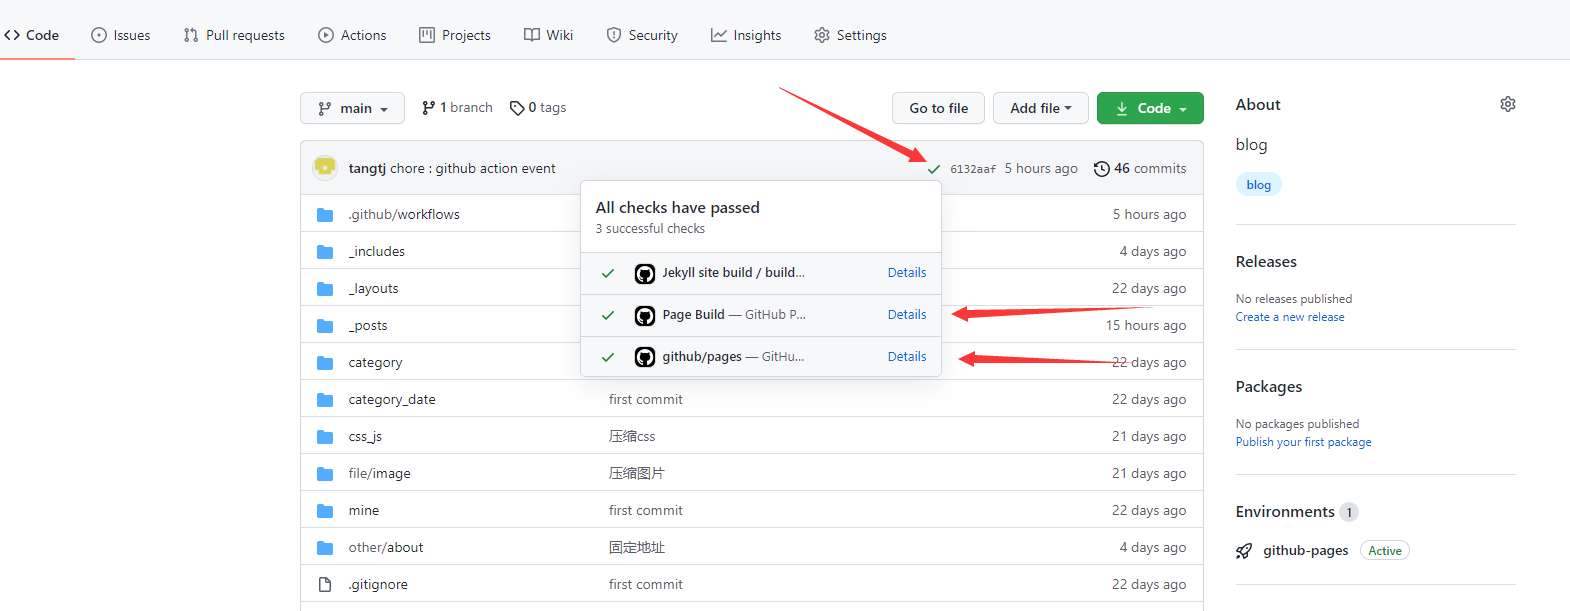 Code Issues Pull requests Actions Projects Wiki Security Insights Settings
main 1 branch 0 tags Go to file Add file Code
tangtj chore : github action event 6132aaf 5 hours ago 46 commits
All checks have passed
3 successful checks
Jekyll site build / build... Details
Page Build — GitHub P... Details
github/pages — GitHu... Details
.github/workflows 5 hours ago
_includes 4 days ago
_layouts 22 days ago
_posts 15 hours ago
category 22 days ago
category_date first commit 22 days ago
css_js 压缩css 21 days ago
file/image 压缩图片 21 days ago
mine first commit 22 days ago
other/about 固定地址 4 days ago
.gitignore first commit 22 days ago
About
blog
blog
Releases
No releases published
Create a new release
Packages
No packages published
Publish your first package
Environments 1
github-pages Active